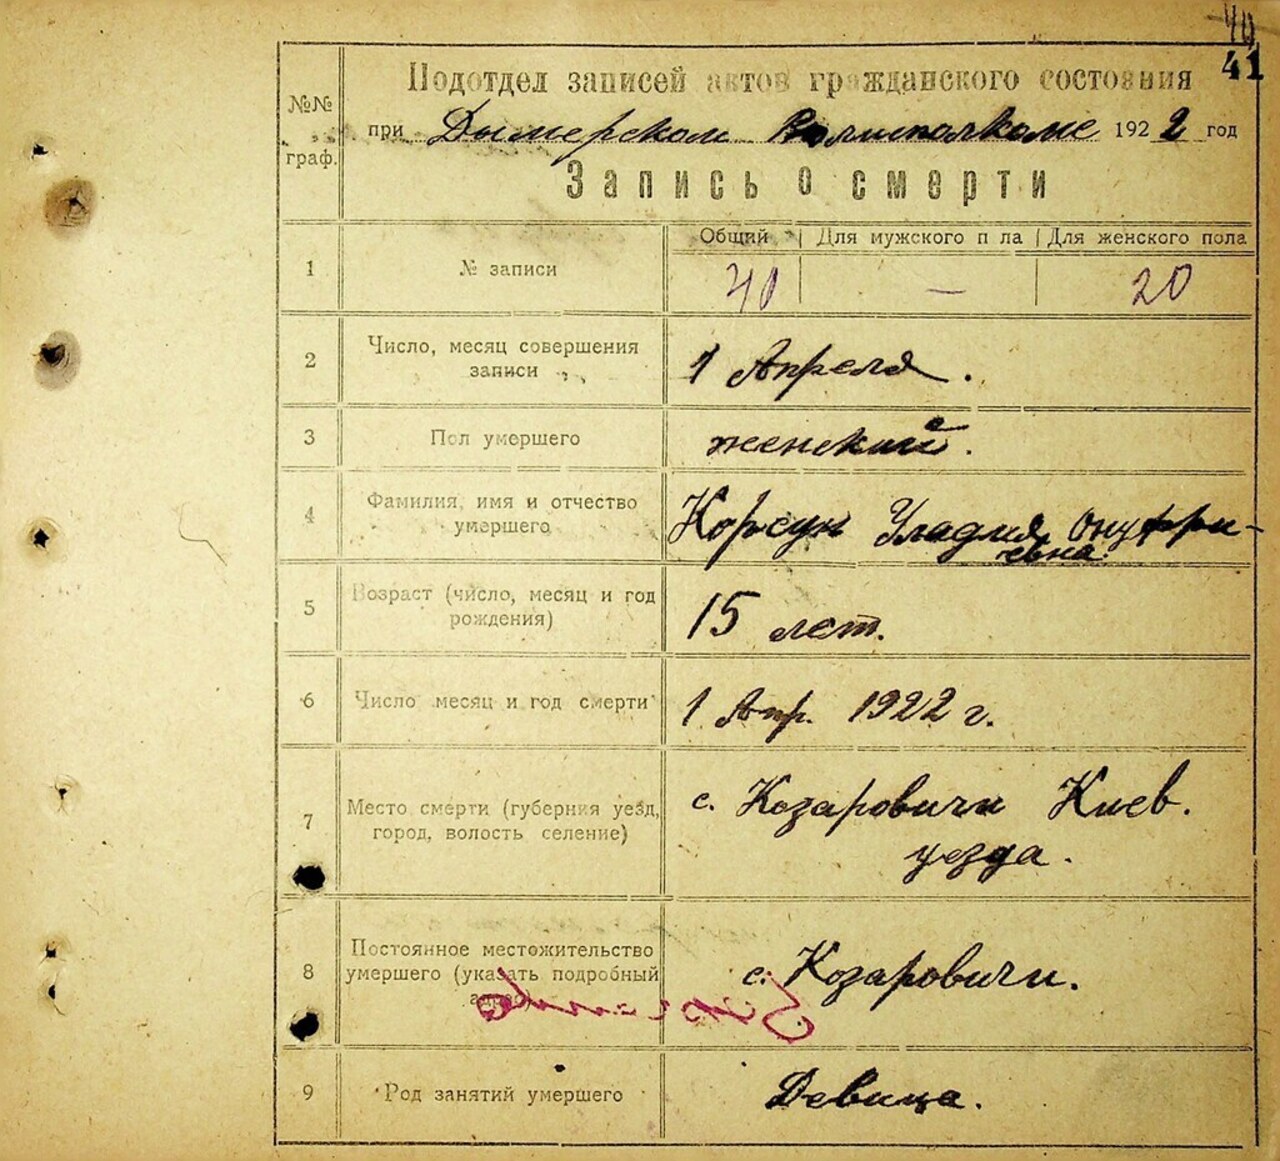 40
41
№№
граф.
Подотдел записей актов гражданского состояния
при Дымерском Волисполкоме 1922 год
Запись о смерти
Общий | Для мужского п ла | Для женского пола
1 № записи 40 — 20
2 Число, месяц совершения
записи 1 Апреля.
3 Пол умершего женский.
4 Фамилия, имя и отчество
умершего Корсун Уладия Онуфри-
евна.
5 Возраст (число, месяц и год
рождения) 15 лет.
6 Число месяц и год смерти 1 Апр. 1922 г.
7 Место смерти (губерния уезд,
город, волость селение) с. Козаровичи Киев.
уезда.
8 Постоянное местожительство
умершего (указать подробный
адрес) с. Козаровичи.
9 Род занятий умершего Девица.